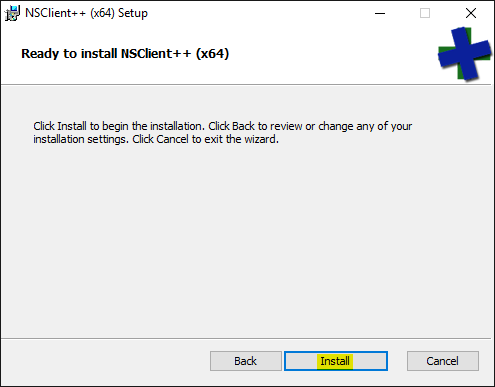 NSClient++ (x64) Setup
Ready to install NSClient++ (x64)
Click Install to begin the installation. Click Back to review or change any of your
installation settings. Click Cancel to exit the wizard.
Back Install Cancel